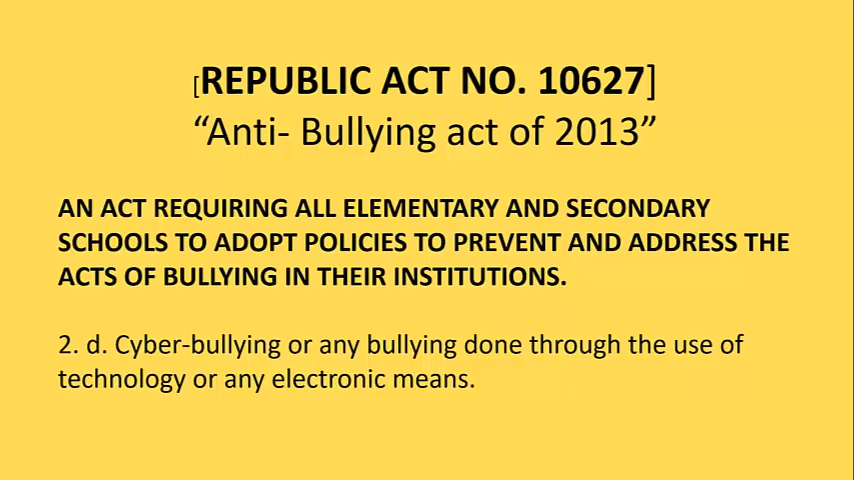 [REPUBLIC ACT NO. 10627]
“Anti- Bullying act of 2013”
AN ACT REQUIRING ALL ELEMENTARY AND SECONDARY
SCHOOLS TO ADOPT POLICIES TO PREVENT AND ADDRESS THE
ACTS OF BULLYING IN THEIR INSTITUTIONS.
2. d. Cyber-bullying or any bullying done through the use of
technology or any electronic means.